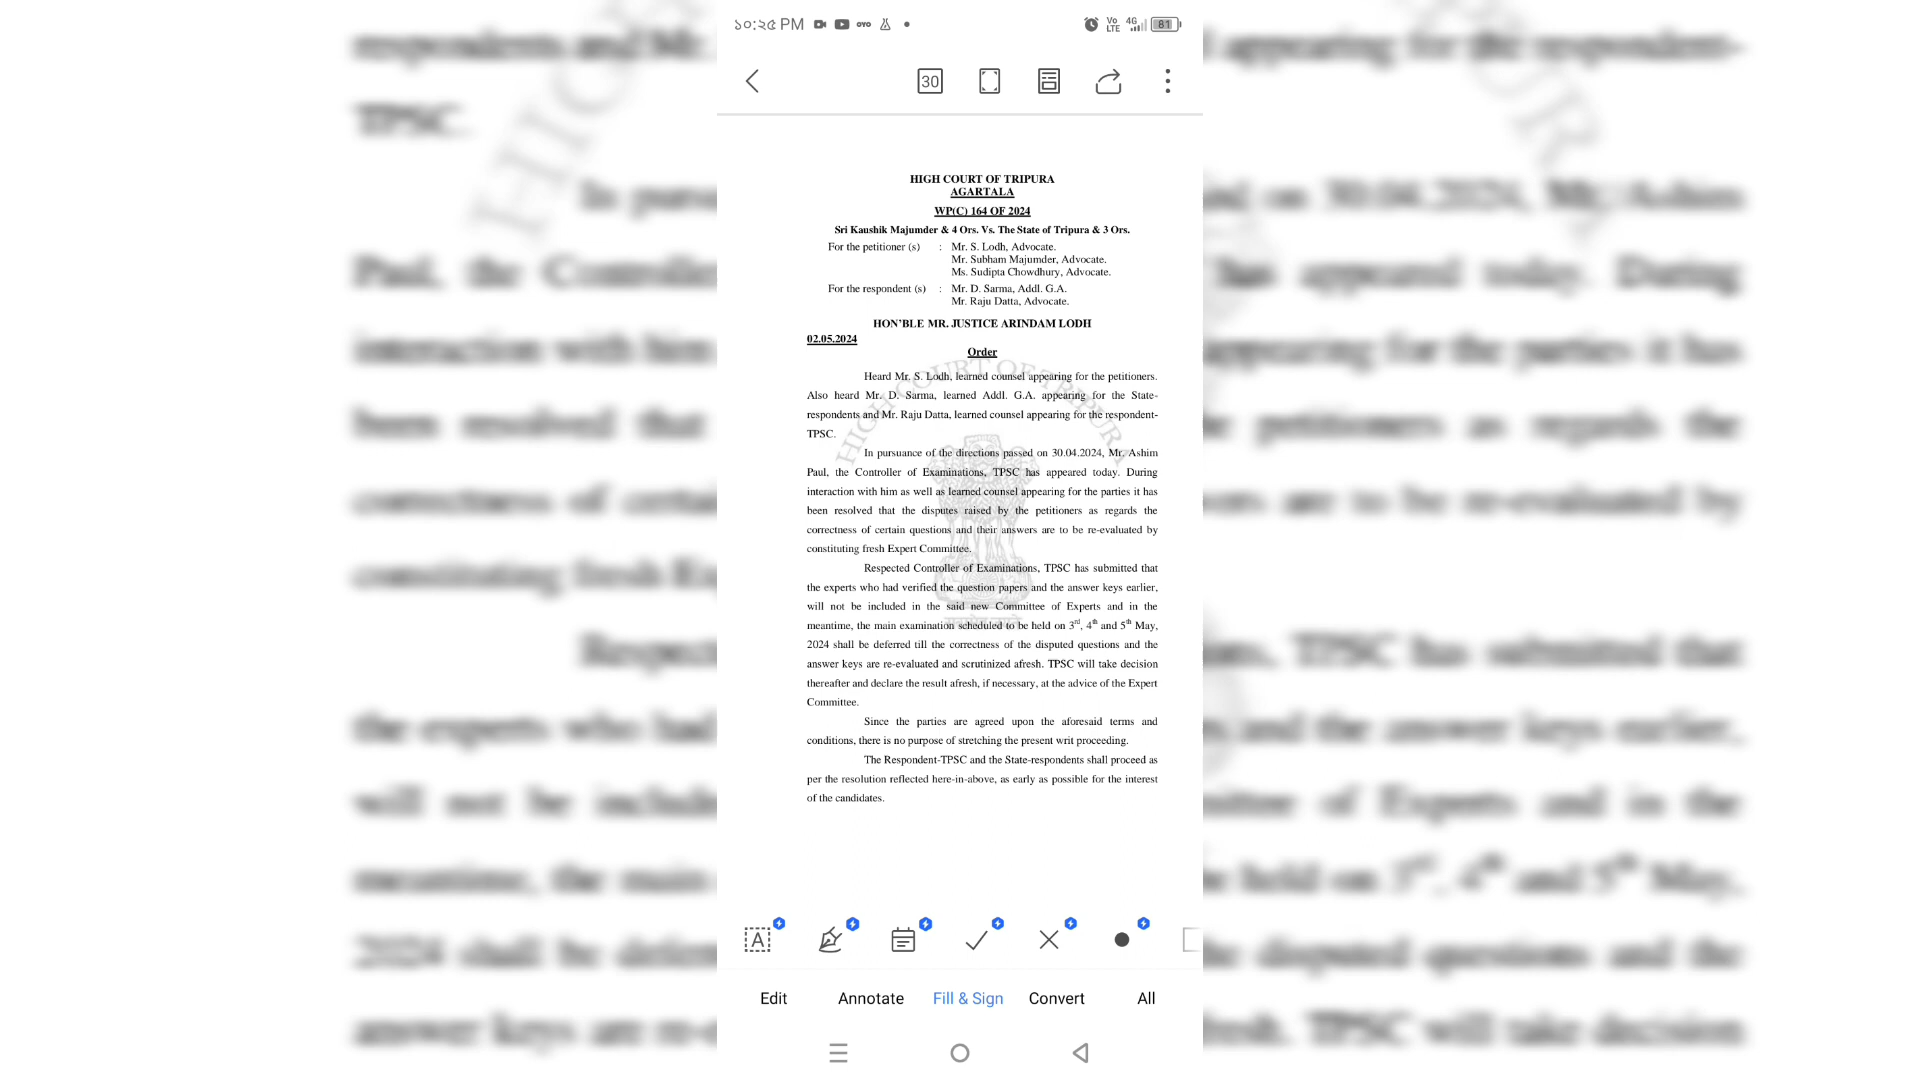 ১০:২৫ PM
Vo LTE 4G 81
30
HIGH COURT OF TRIPURA
AGARTALA
WP(C) 164 OF 2024
Sri Kaushik Majumder & 4 Ors. Vs. The State of Tripura & 3 Ors.
For the petitioner (s) : Mr. S. Lodh, Advocate.
Mr. Subham Majumder, Advocate.
Ms. Sudipta Chowdhury, Advocate.
For the respondent (s) : Mr. D. Sarma, Addl. G.A.
Mr. Raju Datta, Advocate.
HON'BLE MR. JUSTICE ARINDAM LODH
02.05.2024
Order
Heard Mr. S. Lodh, learned counsel appearing for the petitioners.
Also heard Mr. D. Sarma, learned Addl. G.A. appearing for the State-
respondents and Mr. Raju Datta, learned counsel appearing for the respondent-
TPSC.
In pursuance of the directions passed on 30.04.2024, Mr. Ashim
Paul, the Controller of Examinations, TPSC has appeared today. During
interaction with him as well as learned counsel appearing for the parties it has
been resolved that the disputes raised by the petitioners as regards the
correctness of certain questions and their answers are to be re-evaluated by
constituting fresh Expert Committee.
Respected Controller of Examinations, TPSC has submitted that
the experts who had verified the question papers and the answer keys earlier,
will not be included in the said new Committee of Experts and in the
meantime, the main examination scheduled to be held on 3rd, 4th and 5th May,
2024 shall be deferred till the correctness of the disputed questions and the
answer keys are re-evaluated and scrutinized afresh. TPSC will take decision
thereafter and declare the result afresh, if necessary, at the advice of the Expert
Committee.
Since the parties are agreed upon the aforesaid terms and
conditions, there is no purpose of stretching the present writ proceeding.
The Respondent-TPSC and the State-respondents shall proceed as
per the resolution reflected here-in-above, as early as possible for the interest
of the candidates.
HIGH COURT OF TRIPURA
A
Edit Annotate Fill & Sign Convert All